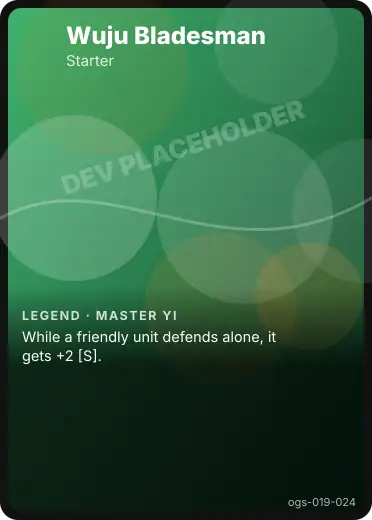 Wuju Bladesman
Starter
DEV PLACEHOLDER
LEGEND · MASTER YI
While a friendly unit defends alone, it
gets +2 [S].
ogs-019-024